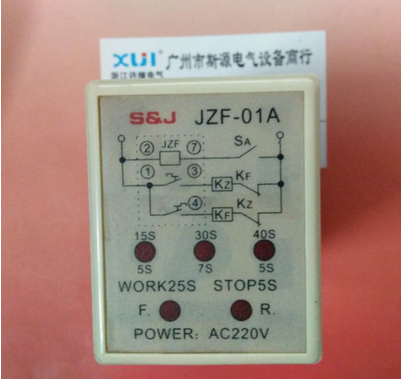 XUJ 广州市斯源电气设备商行
浙江许继电气
S&J JZF-01A
② JZF ⑦ SA
① ③ KZ KF
④ KF KZ
15S 30S 40S
5S 7S 5S
WORK25S STOP5S
F. R.
POWER: AC220V